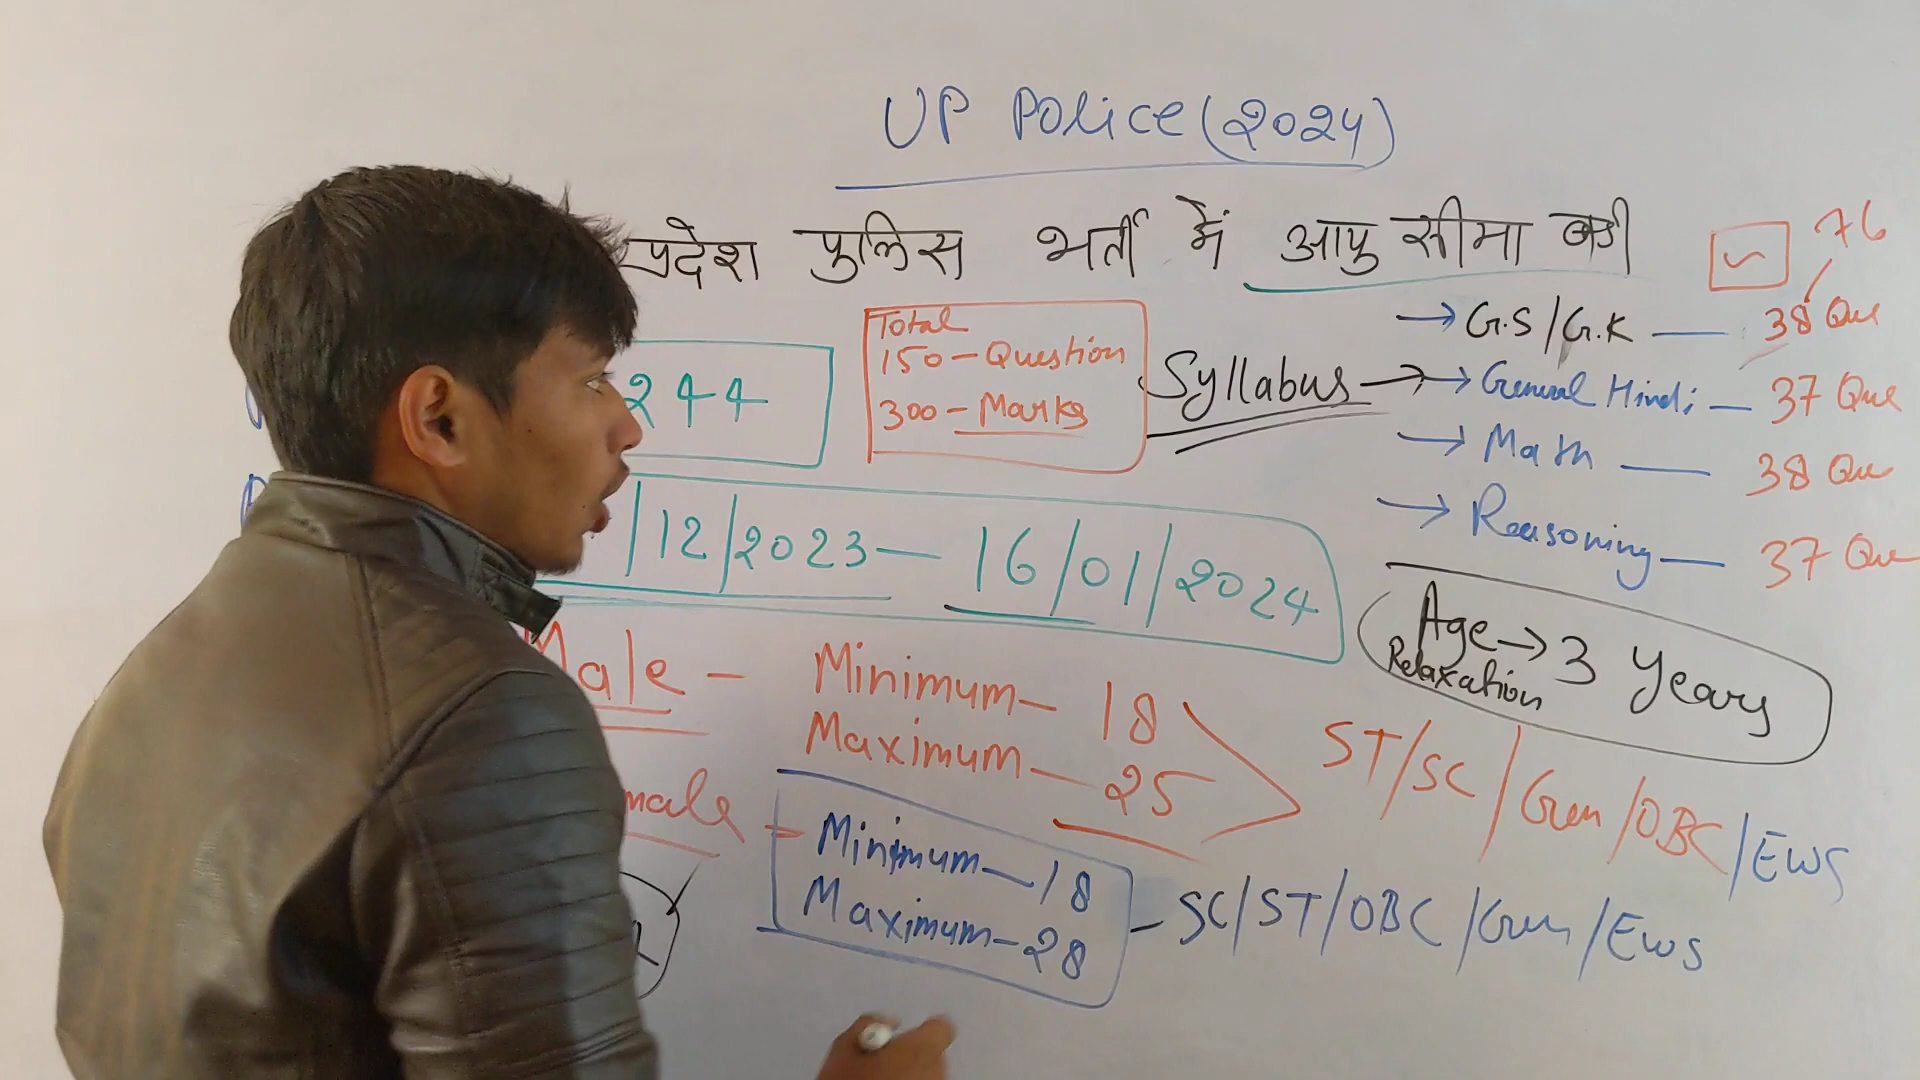 UP Police (2024)
प्रदेश पुलिस भर्ती में आयु सीमा बढी
76
Total
150 - Question
300 - Marks
Syllabus → → G.S/G.K — 38 Que
→ General Hindi — 37 Que
→ Math — 38 Que
→ Reasoning — 37 Que
244
/12/2023 — 16/01/2024
Age → 3 Years
Relaxation
Male - Minimum - 18
Maximum - 25
ST/SC/Gen/OBC/EWS
male - Minimum - 18
Maximum - 28 - SC/ST/OBC/Gen/EWS